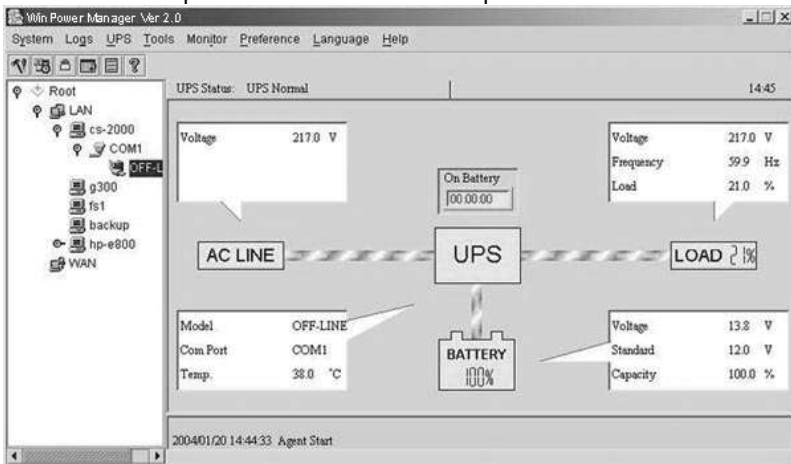 Win Power Manager Ver 2.0
System Logs UPS Tools Monitor Preference Language Help
UPS Status: UPS Normal 14:45
Root
LAN
cs-2000
COM1
OFF-L
g300
fs1
backup
hp-e800
WAN
Voltage 217.0 V
On Battery
00:00:00
Voltage 217.0 V
Frequency 59.9 Hz
Load 21.0 %
AC LINE
UPS
LOAD 21%
Model OFF-LINE
Com Port COM1
Temp. 38.0 °C
BATTERY
100%
Voltage 13.8 V
Standard 12.0 V
Capacity 100.0 %
2004/01/20 14:44:33 Agent Start